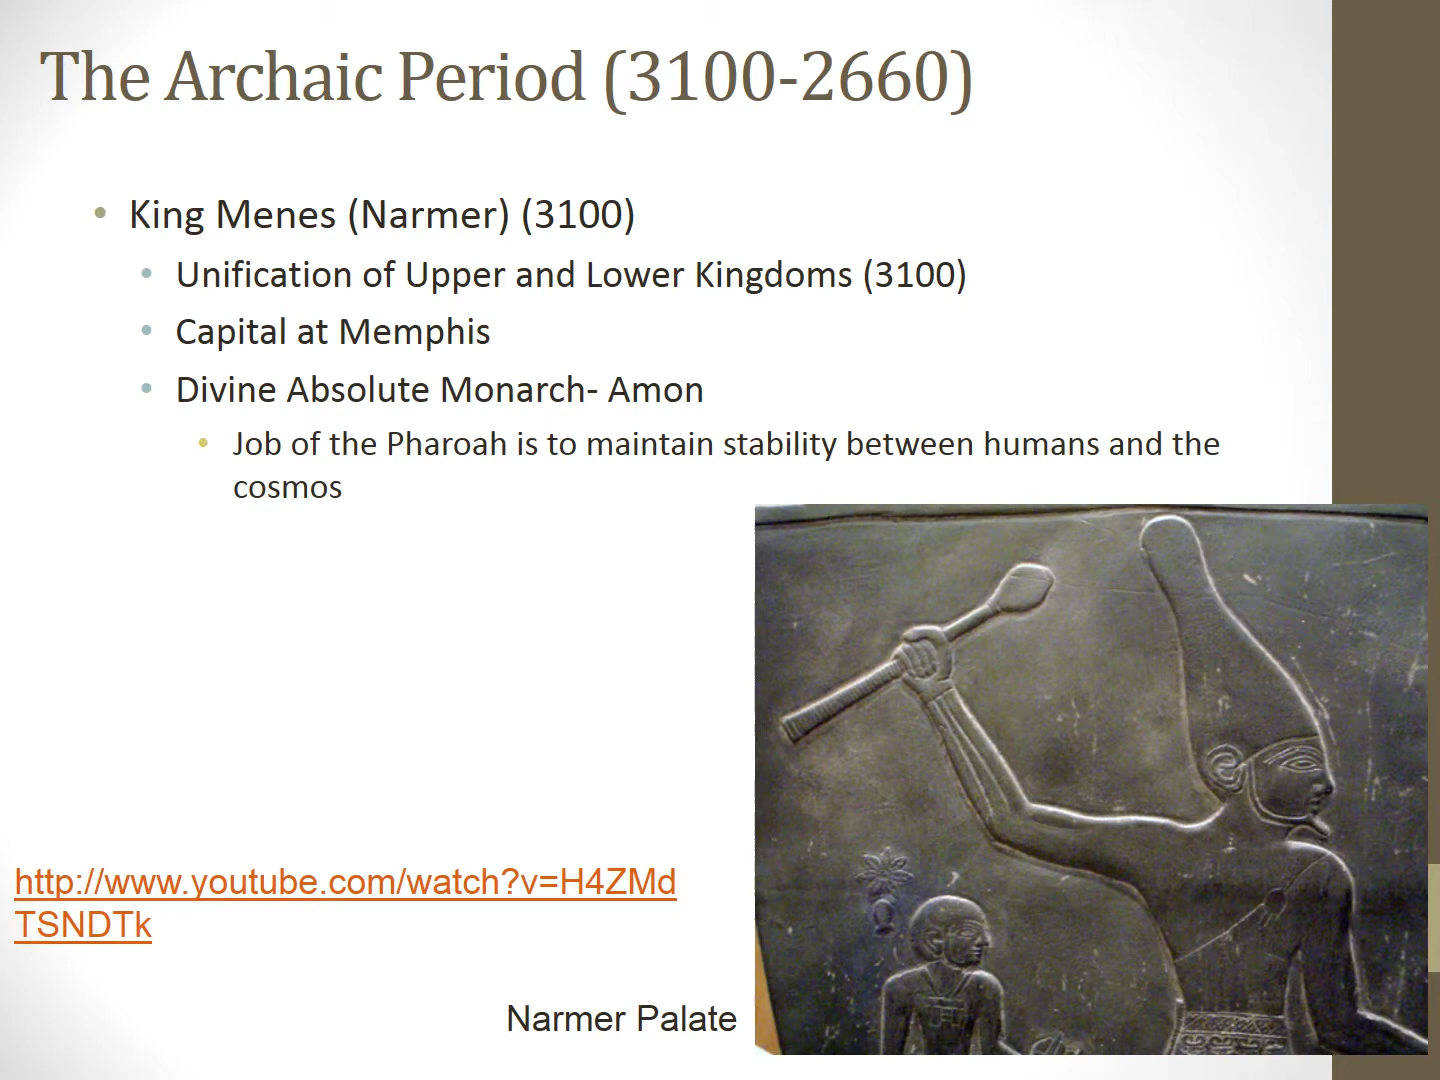 The Archaic Period (3100-2660)
• King Menes (Narmer) (3100)
• Unification of Upper and Lower Kingdoms (3100)
• Capital at Memphis
• Divine Absolute Monarch- Amon
• Job of the Pharoah is to maintain stability between humans and the
cosmos
http://www.youtube.com/watch?v=H4ZMd
TSNDTk
Narmer Palate